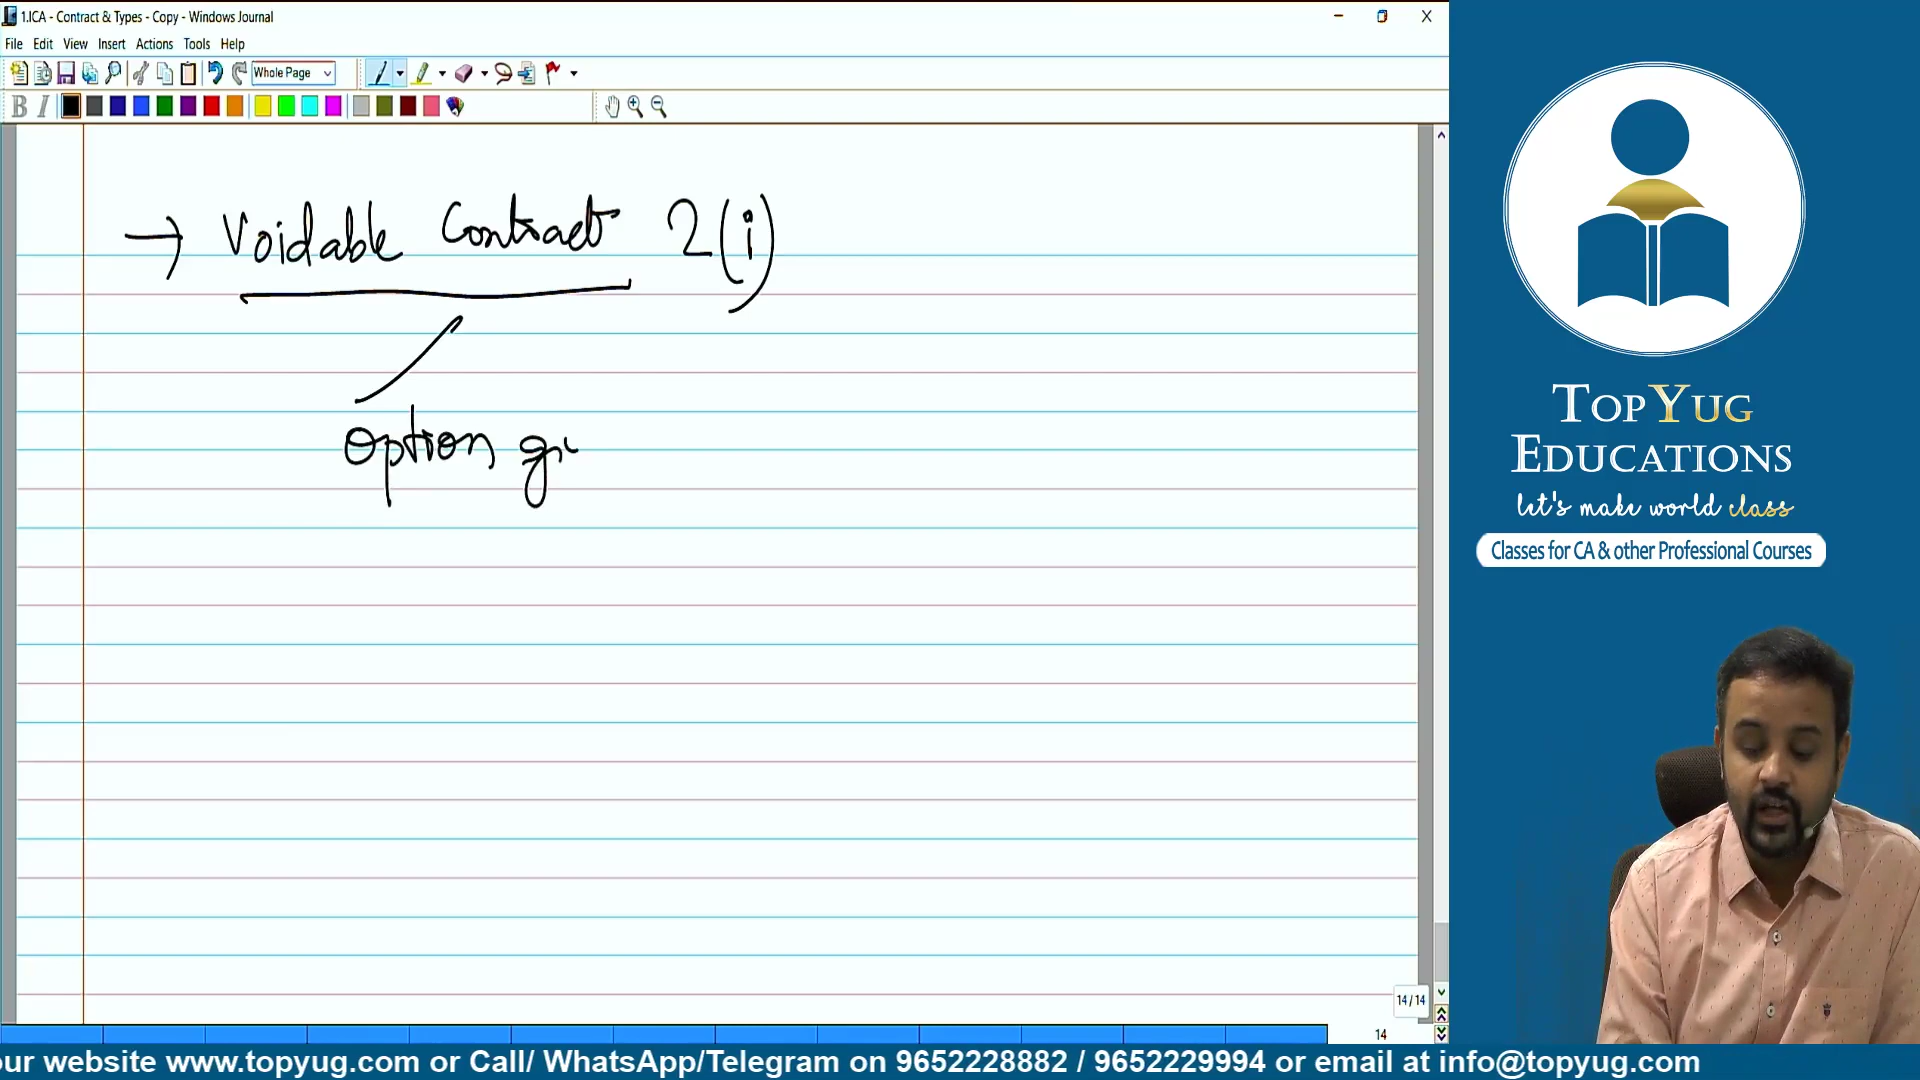 1.ICA - Contract & Types - Copy - Windows Journal
File Edit View Insert Actions Tools Help
Whole Page
B I
→ Voidable Contract 2(i)
Option gi
14 / 14
14
TOPYUG
EDUCATIONS
let's make world class
Classes for CA & other Professional Courses
our website www.topyug.com or Call/ WhatsApp/Telegram on 9652228882 / 9652229994 or email at info@topyug.com